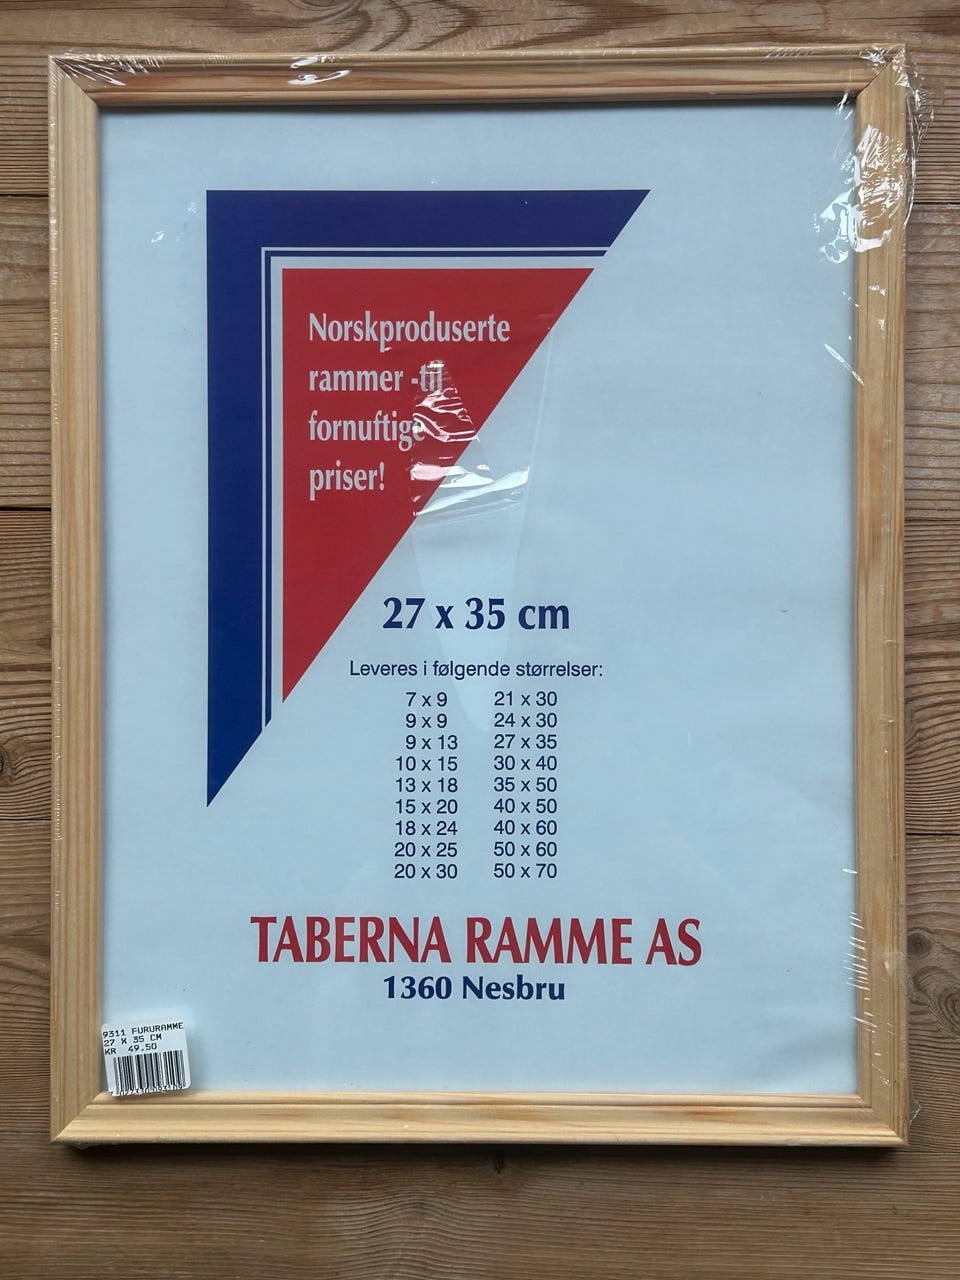 Norskproduserte
rammer -til
fornuftige
priser!
27 x 35 cm
Leveres i følgende størrelser:
7 x 9 21 x 30
9 x 9 24 x 30
9 x 13 27 x 35
10 x 15 30 x 40
13 x 18 35 x 50
15 x 20 40 x 50
18 x 24 40 x 60
20 x 25 50 x 60
20 x 30 50 x 70
TABERNA RAMME AS
1360 Nesbru
9311 FURURAMME
27 X 35 CM
KR 49.50